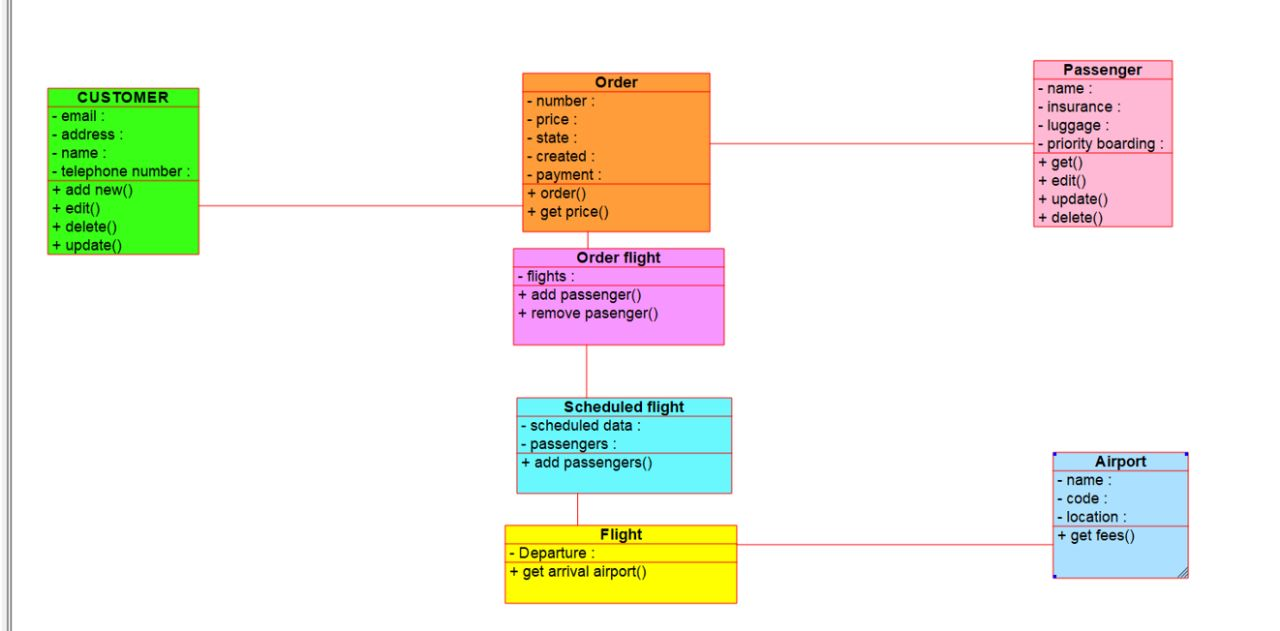 CUSTOMER
- email :
- address :
- name :
- telephone number :
+ add new()
+ edit()
+ delete()
+ update()
Order
- number :
- price :
- state :
- created :
- payment :
+ order()
+ get price()
Passenger
- name :
- insurance :
- luggage :
- priority boarding :
+ get()
+ edit()
+ update()
+ delete()
Order flight
- flights :
+ add passenger()
+ remove pasenger()
Scheduled flight
- scheduled data :
- passengers :
+ add passengers()
Flight
- Departure :
+ get arrival airport()
Airport
- name :
- code :
- location :
+ get fees()